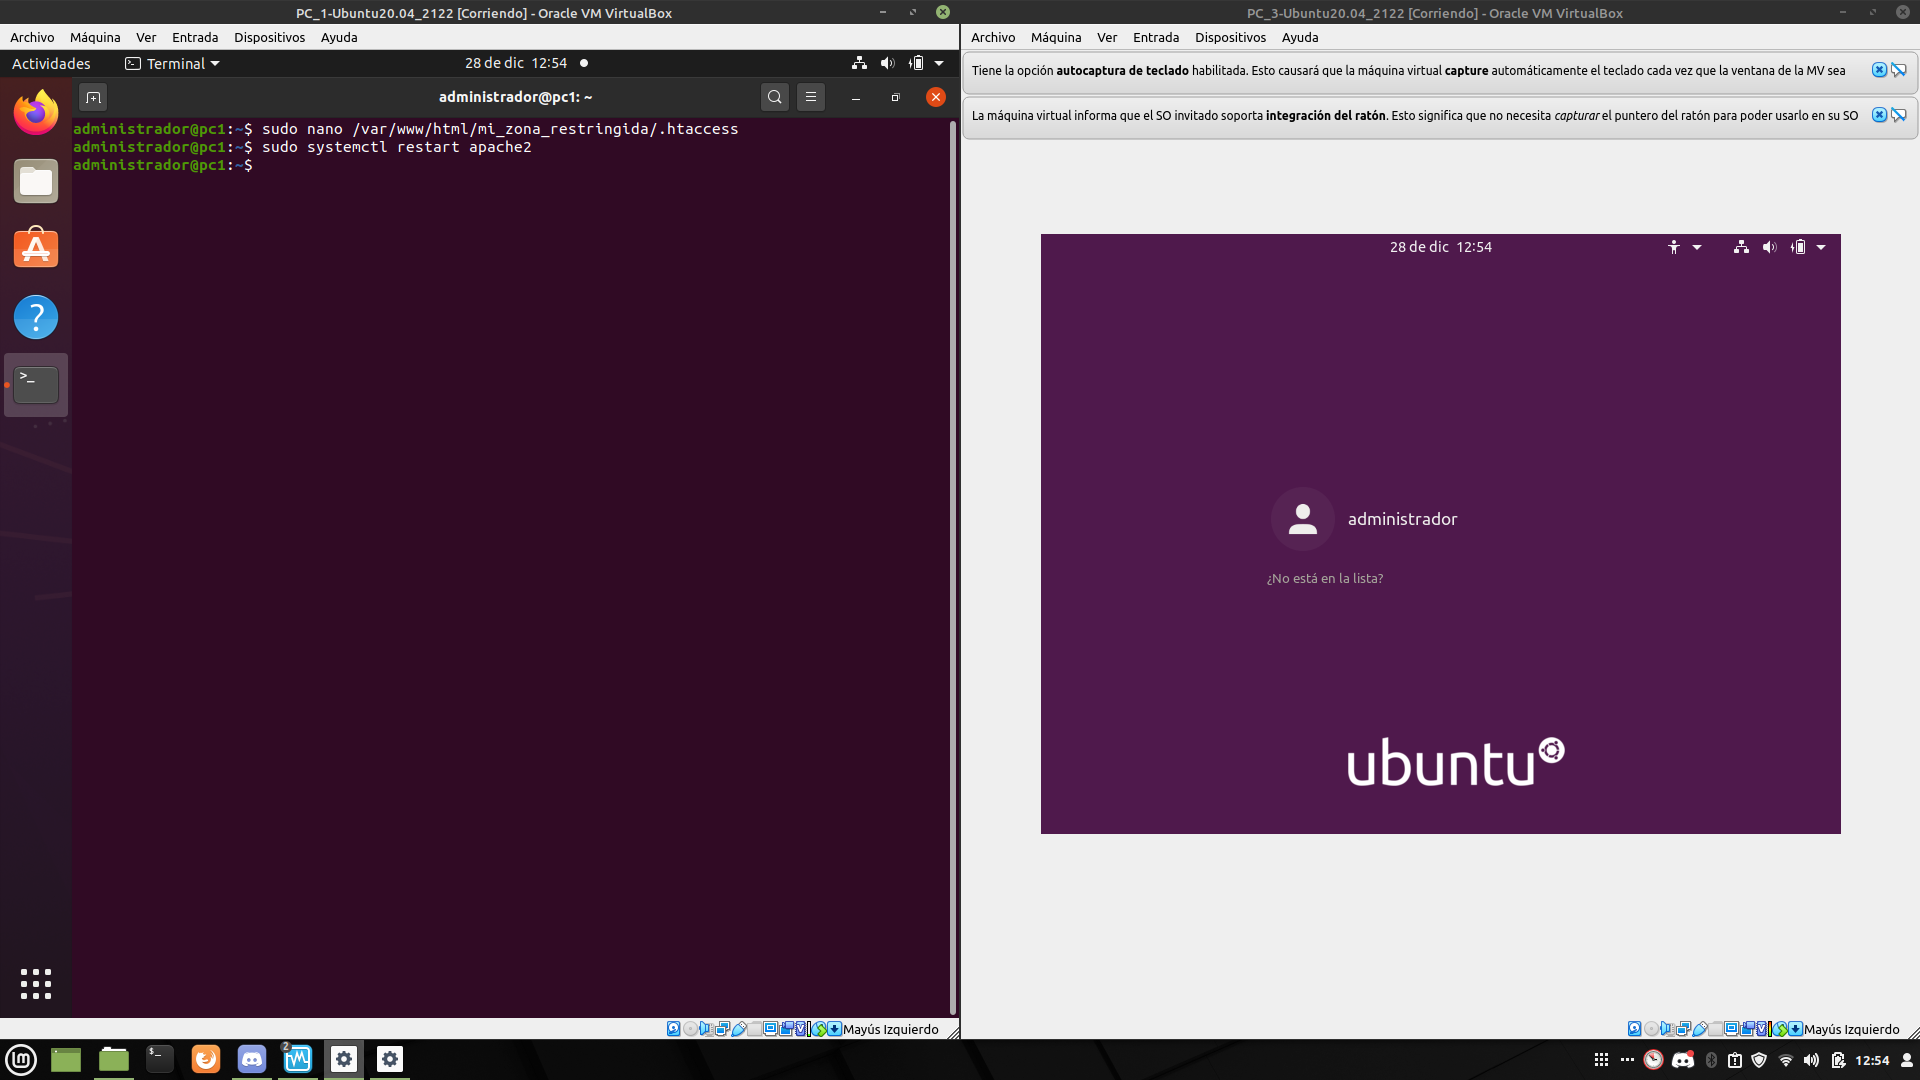 PC_1-Ubuntu20.04_2122 [Corriendo] - Oracle VM VirtualBox
Archivo Máquina Ver Entrada Dispositivos Ayuda
Actividades Terminal 28 de dic 12:54
administrador@pc1: ~
administrador@pc1:~$ sudo nano /var/www/html/mi_zona_restringida/.htaccess
administrador@pc1:~$ sudo systemctl restart apache2
administrador@pc1:~$
>_
Mayús Izquierdo
PC_3-Ubuntu20.04_2122 [Corriendo] - Oracle VM VirtualBox
Archivo Máquina Ver Entrada Dispositivos Ayuda
Tiene la opción autocaptura de teclado habilitada. Esto causará que la máquina virtual capture automáticamente el teclado cada vez que la ventana de la MV sea
La máquina virtual informa que el SO invitado soporta integración del ratón. Esto significa que no necesita capturar el puntero del ratón para poder usarlo en su SO
28 de dic 12:54
administrador
¿No está en la lista?
ubuntu
Mayús Izquierdo
2
12:54